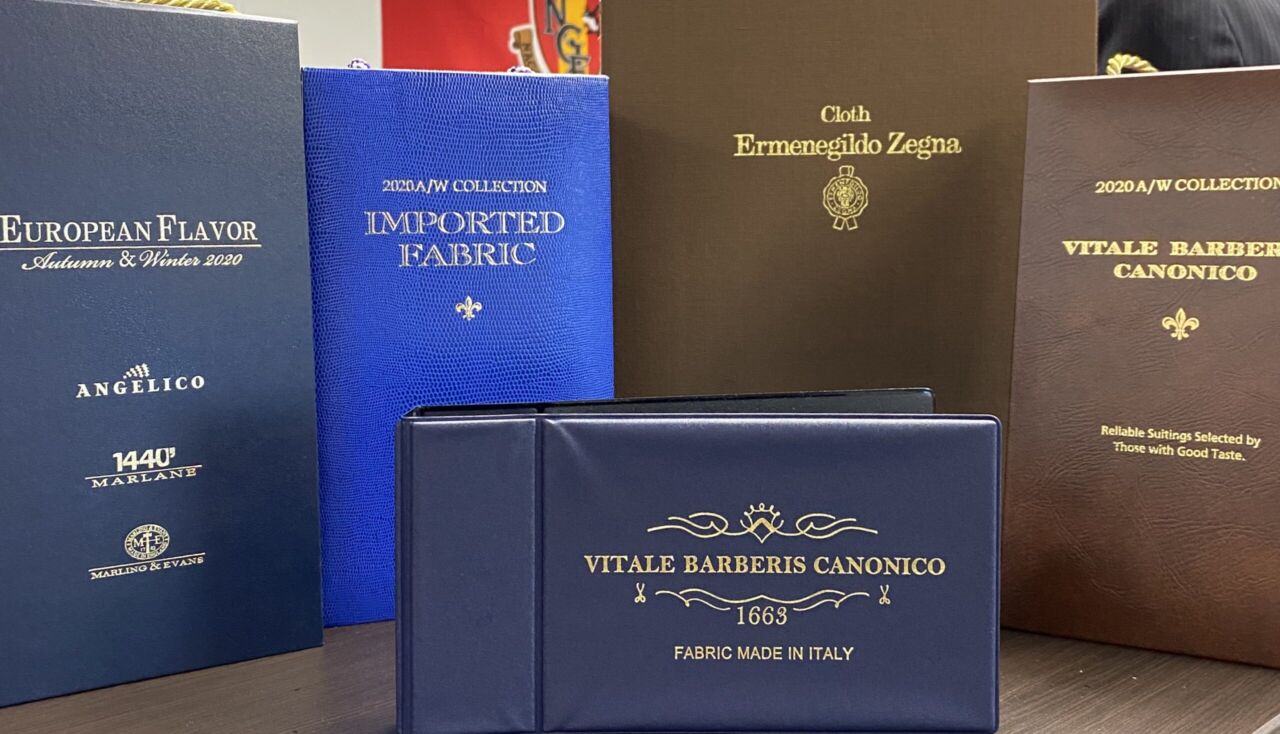 EUROPEAN FLAVOR
Autumn & Winter 2020
ANGELICO
1440'
MARLANE
M E
MARLING & EVANS
2020 A/W COLLECTION
IMPORTED
FABRIC
Cloth
Ermenegildo Zegna
2020 A/W COLLECTION
VITALE BARBER
CANONICO
Reliable Suitings Selected by
Those with Good Taste.
VITALE BARBERIS CANONICO
1663
FABRIC MADE IN ITALY